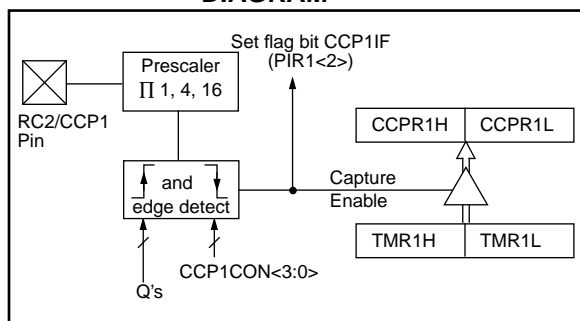 DIAGRAM
Set flag bit CCP1IF
(PIR1<2>)
Prescaler
∏ 1, 4, 16
RC2/CCP1
Pin
CCPR1H CCPR1L
and
edge detect
Capture
Enable
TMR1H TMR1L
CCP1CON<3:0>
Q's